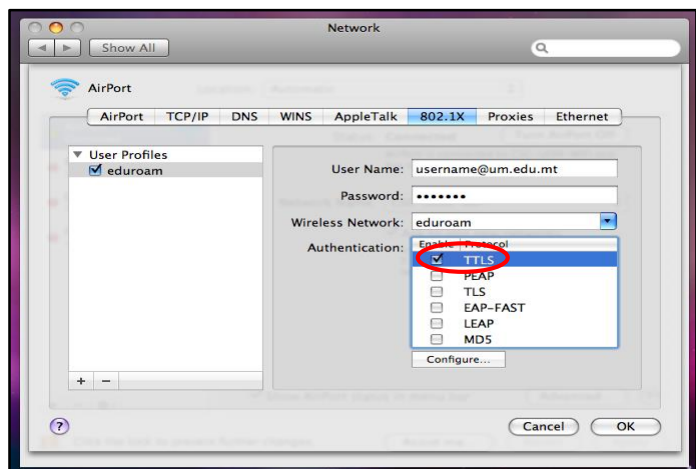 Network
Show All
AirPort
AirPort TCP/IP DNS WINS AppleTalk 802.1X Proxies Ethernet
User Profiles
eduroam
User Name: username@um.edu.mt
Password: •••••••
Wireless Network: eduroam
Authentication:
Enable Protocol
TTLS
PEAP
TLS
EAP-FAST
LEAP
MD5
Configure...
+ −
?
Cancel OK